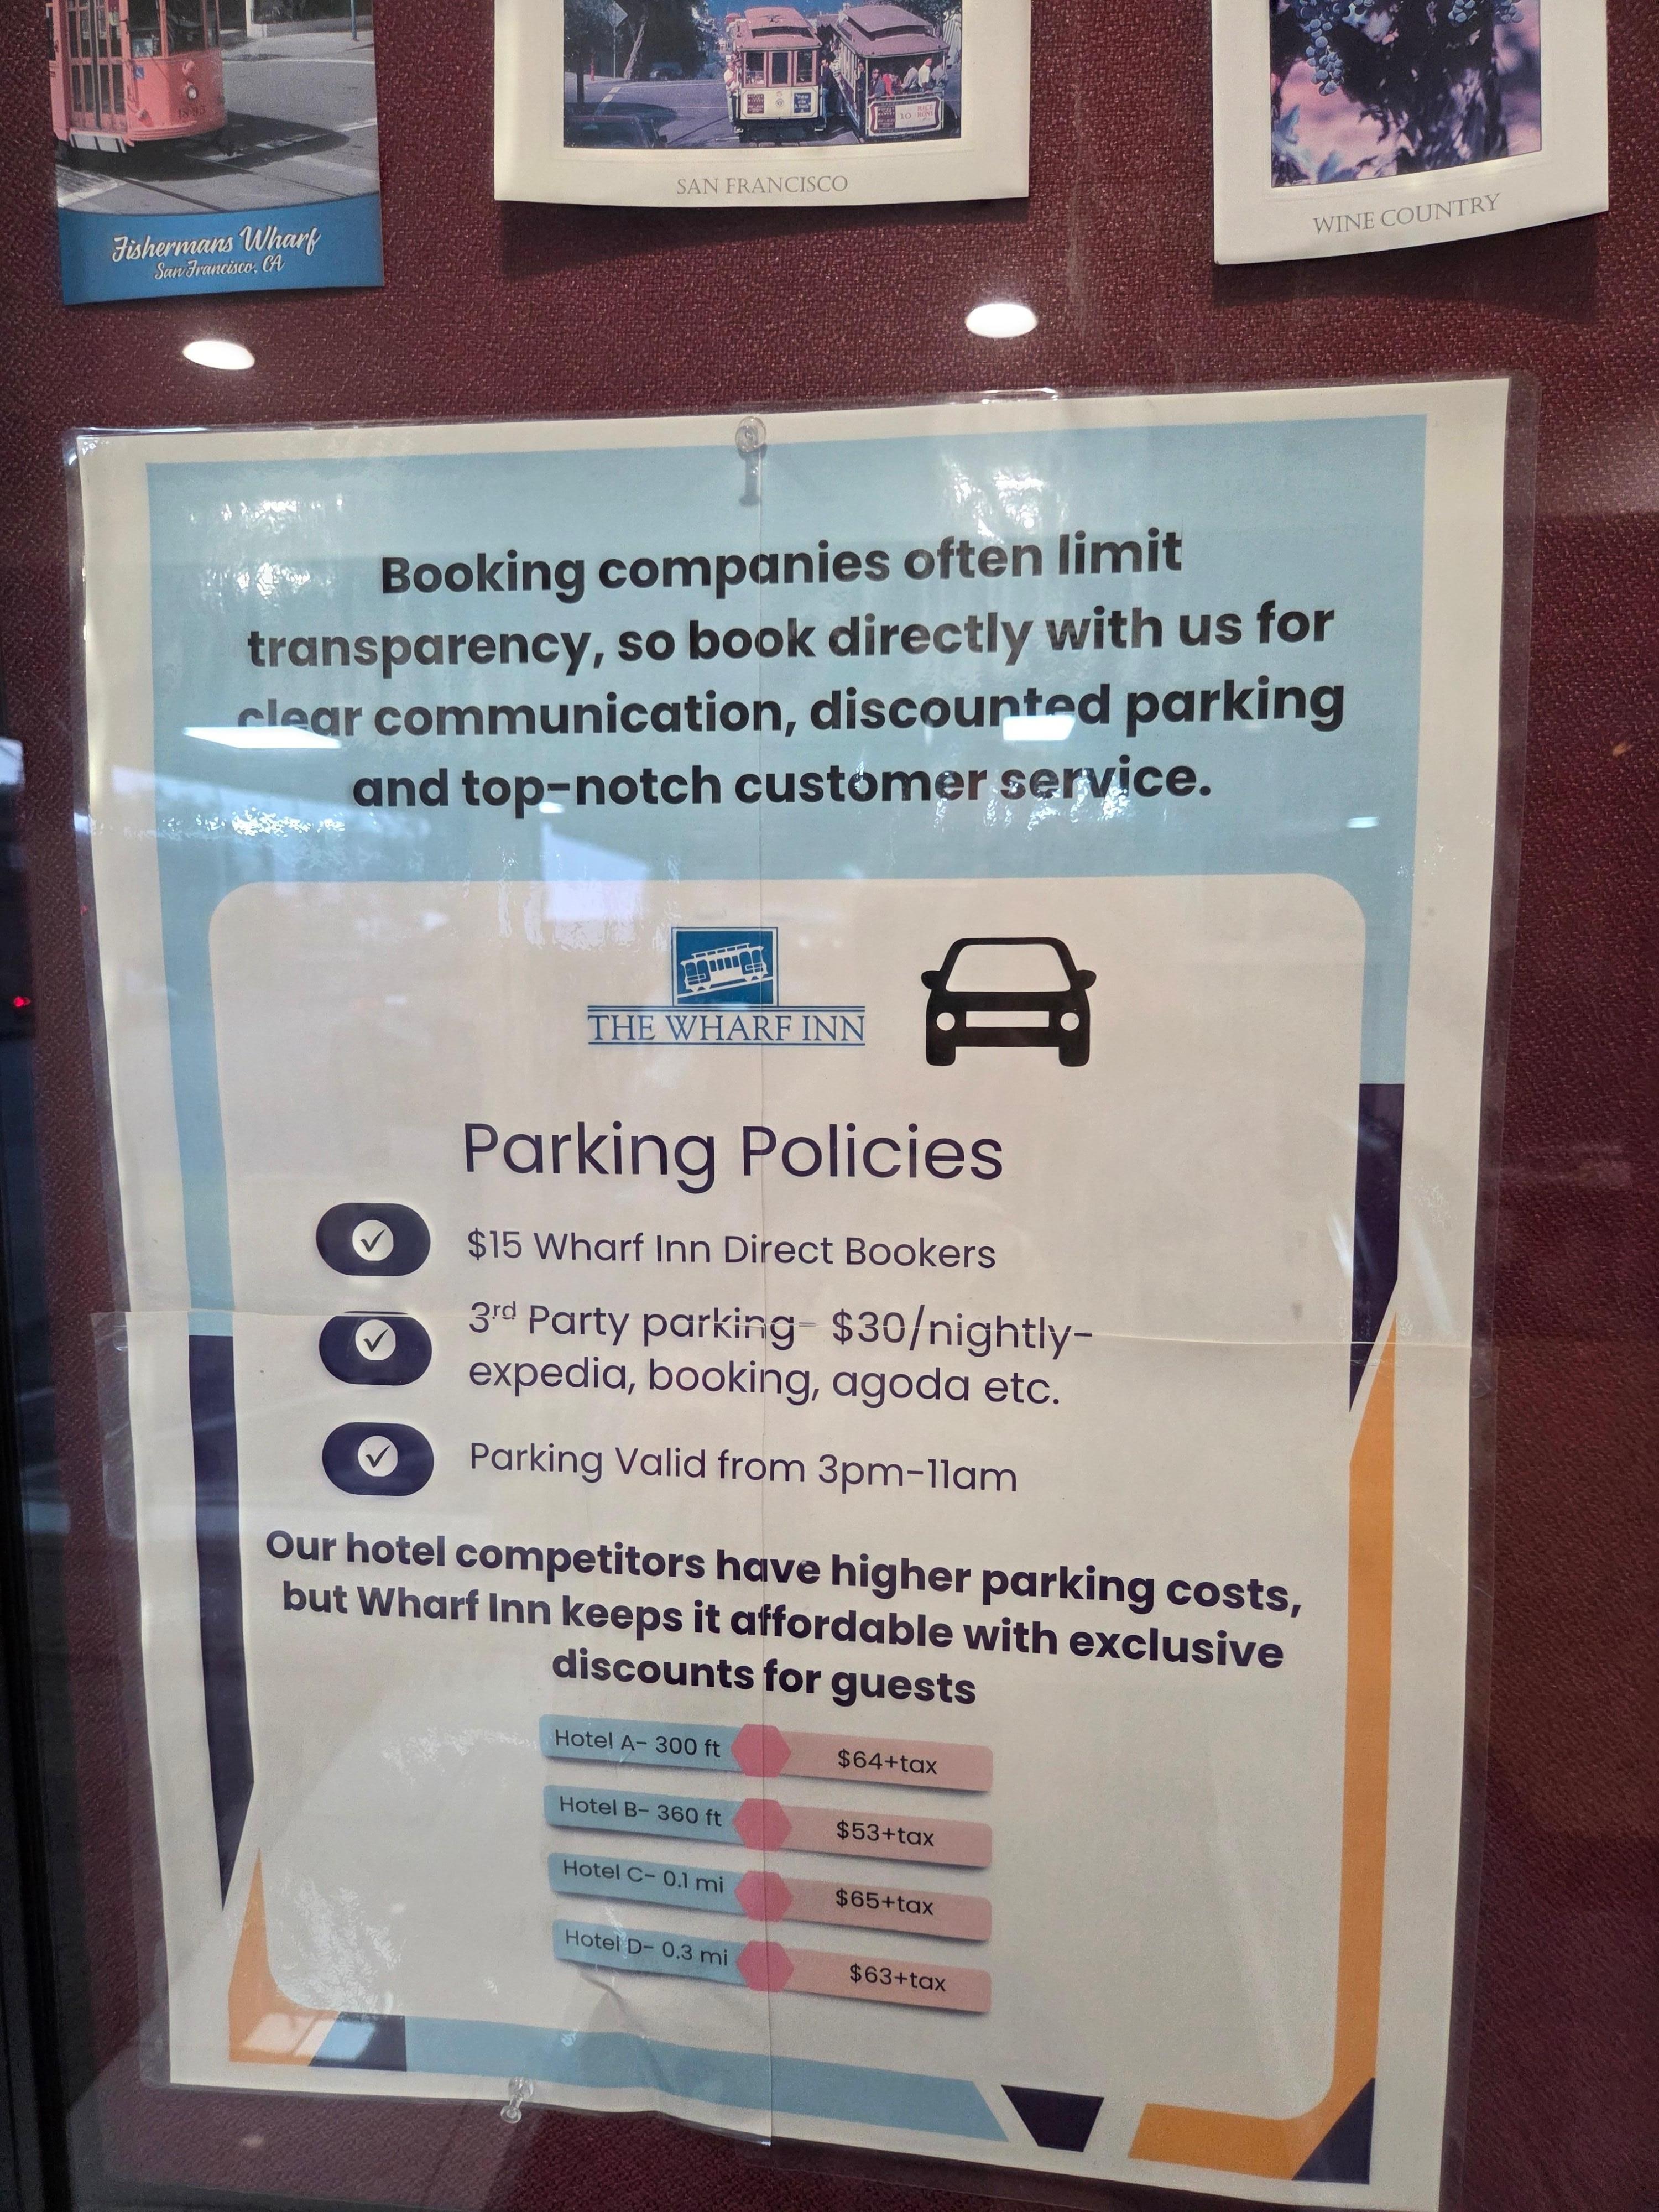 Fishermans Wharf
San Francisco, CA
SAN FRANCISCO
WINE COUNTRY
Booking companies often limit
transparency, so book directly with us for
clear communication, discounted parking
and top-notch customer service.
THE WHARF INN
Parking Policies
$15 Wharf Inn Direct Bookers
3rd Party parking- $30/nightly-
expedia, booking, agoda etc.
Parking Valid from 3pm-11am
Our hotel competitors have higher parking costs,
but Wharf Inn keeps it affordable with exclusive
discounts for guests
Hotel A- 300 ft $64+tax
Hotel B- 360 ft $53+tax
Hotel C- 0.1 mi $65+tax
Hotel D- 0.3 mi $63+tax